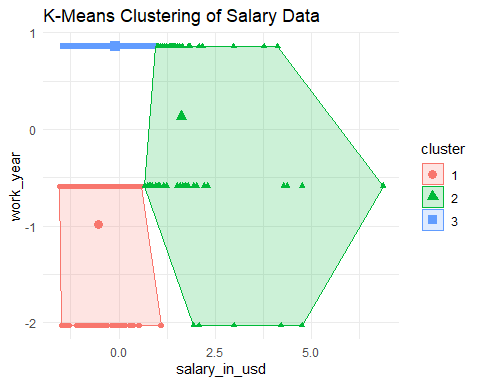 K-Means Clustering of Salary Data
1
0
-1
-2
work_year
0.0 2.5 5.0
salary_in_usd
cluster
1
2
3